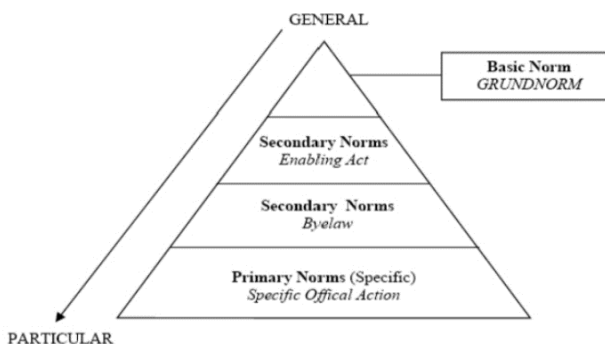 GENERAL
Basic Norm
GRUNDNORM
Secondary Norms
Enabling Act
Secondary Norms
Byelaw
Primary Norms (Specific)
Specific Offical Action
PARTICULAR